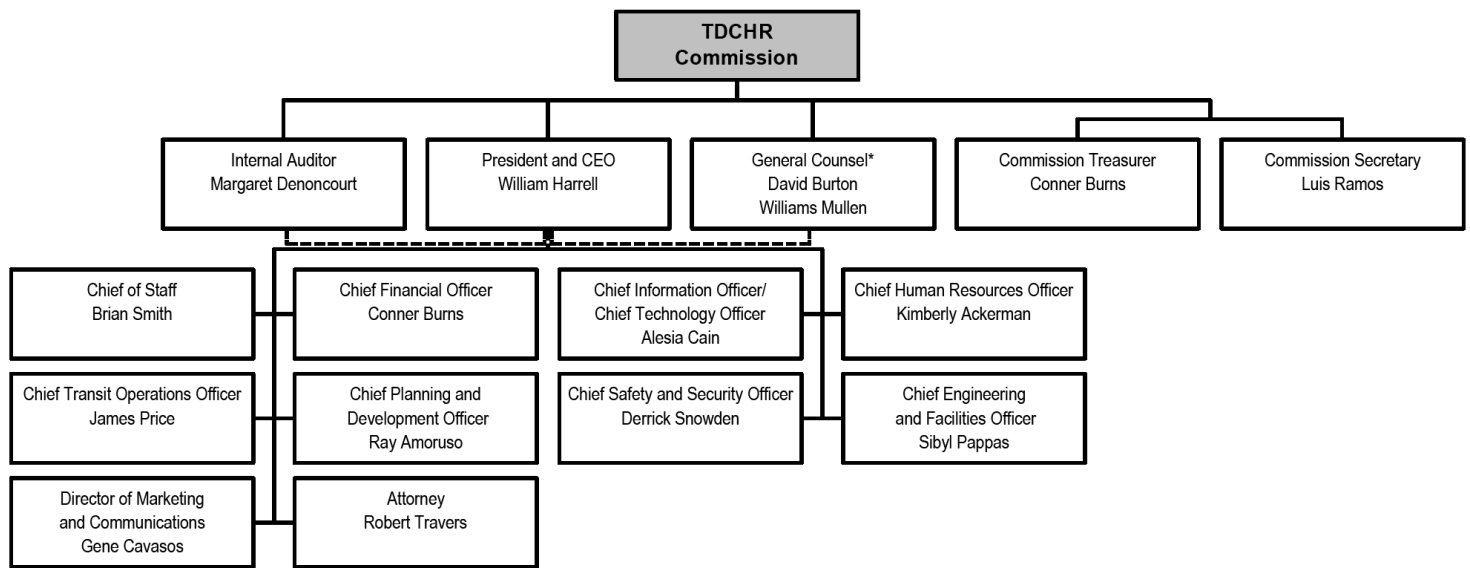 TDCHR
Commission
Internal Auditor
Margaret Denoncourt
President and CEO
William Harrell
General Counsel*
David Burton
Williams Mullen
Commission Treasurer
Conner Burns
Commission Secretary
Luis Ramos
Chief of Staff
Brian Smith
Chief Financial Officer
Conner Burns
Chief Information Officer/
Chief Technology Officer
Alesia Cain
Chief Human Resources Officer
Kimberly Ackerman
Chief Transit Operations Officer
James Price
Chief Planning and
Development Officer
Ray Amoruso
Chief Safety and Security Officer
Derrick Snowden
Chief Engineering
and Facilities Officer
Sibyl Pappas
Director of Marketing
and Communications
Gene Cavasos
Attorney
Robert Travers